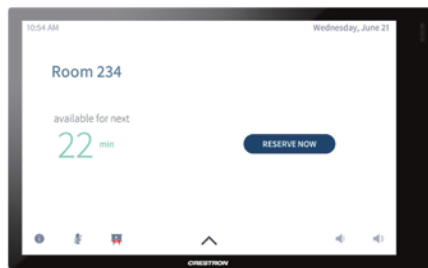 10:54 AM
Wednesday, June 21
Room 234
available for next
22 min
RESERVE NOW
CRESTRON